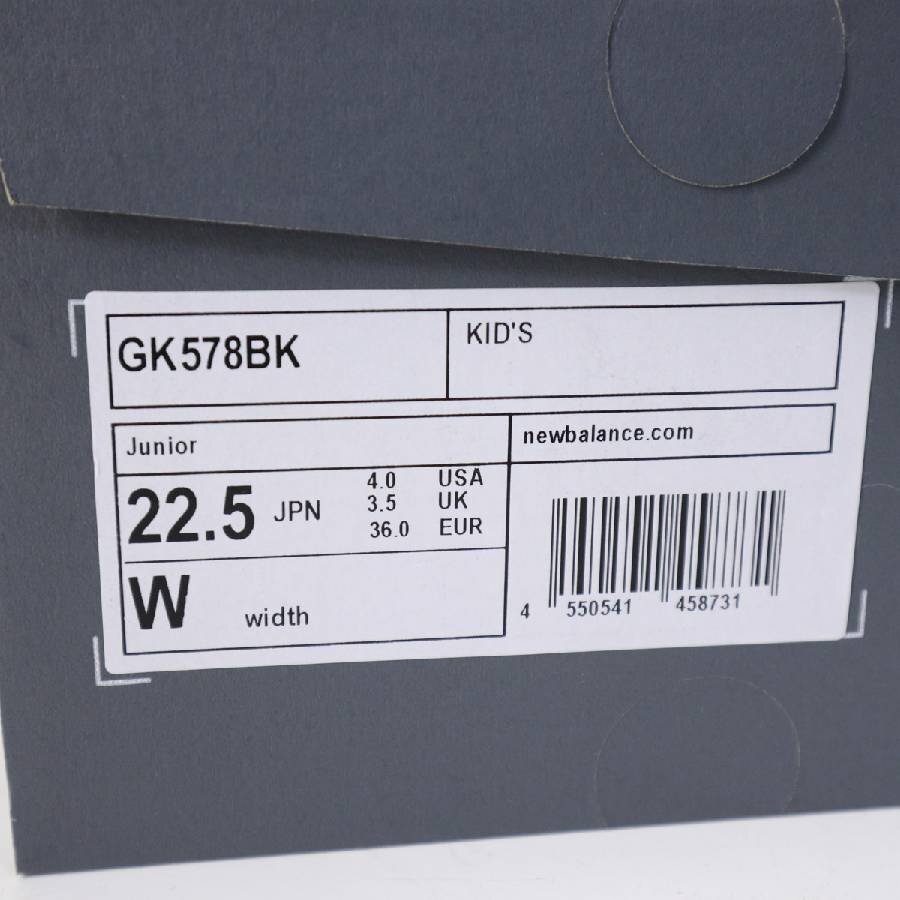 GK578BK
KID'S
Junior
newbalance.com
22.5 JPN
4.0 USA
3.5 UK
36.0 EUR
W width
4 550541 458731